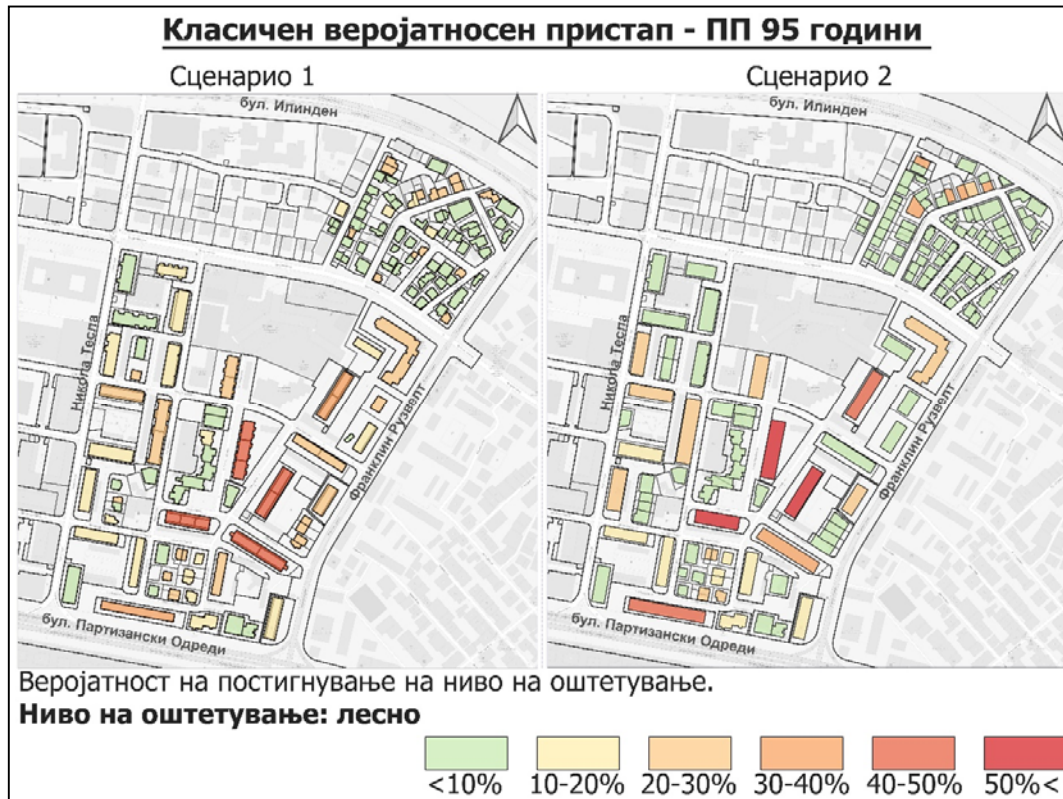 Класичен веројатносен пристап - ПП 95 години
Сценарио 1
Сценарио 2
бул. Илинден
Никола Тесла
Франклин Рузвелт
бул. Партизански Одреди
бул. Илинден
Никола Тесла
Франклин Рузвелт
бул. Партизански Одреди
Веројатност на постигнување на ниво на оштетување.
Ниво на оштетување: лесно
<10% 10-20% 20-30% 30-40% 40-50% 50%<